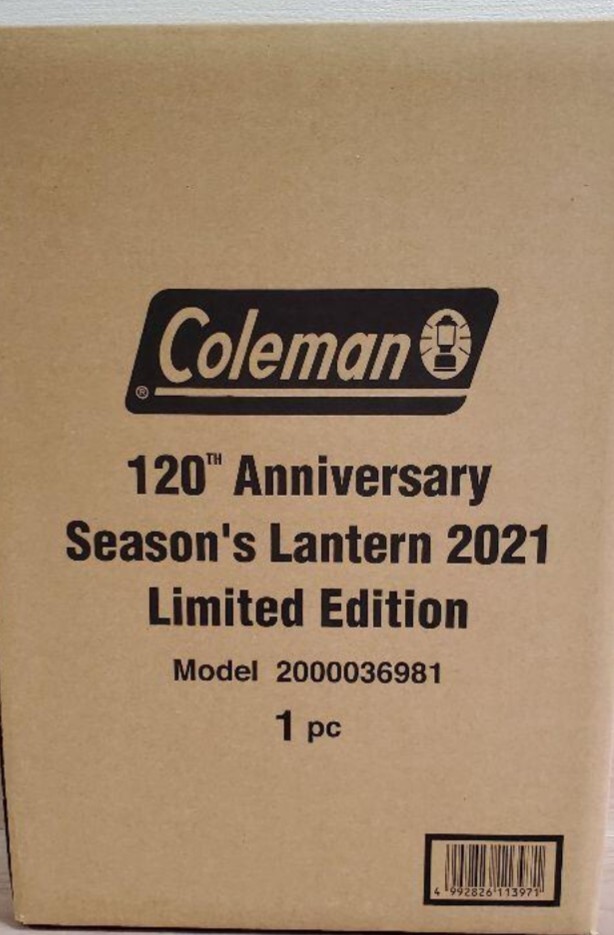 Coleman
®
120TH Anniversary
Season's Lantern 2021
Limited Edition
Model 2000036981
1 pc
4 992826 113971